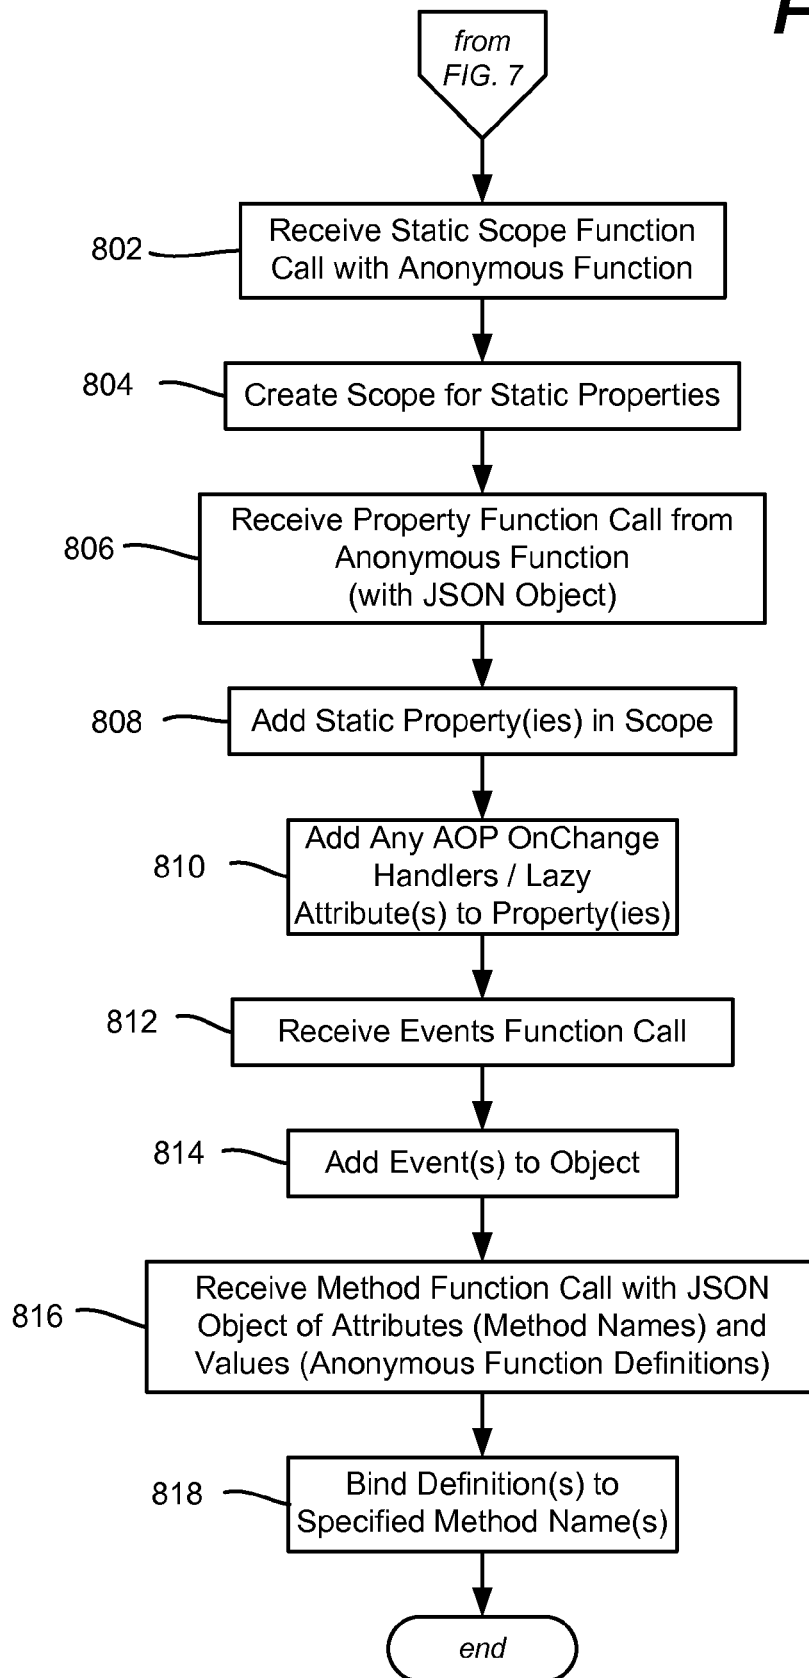 from
FIG. 7
802
Receive Static Scope Function
Call with Anonymous Function
804
Create Scope for Static Properties
806
Receive Property Function Call from
Anonymous Function
(with JSON Object)
808
Add Static Property(ies) in Scope
810
Add Any AOP OnChange
Handlers / Lazy
Attribute(s) to Property(ies)
812
Receive Events Function Call
814
Add Event(s) to Object
816
Receive Method Function Call with JSON
Object of Attributes (Method Names) and
Values (Anonymous Function Definitions)
818
Bind Definition(s) to
Specified Method Name(s)
end